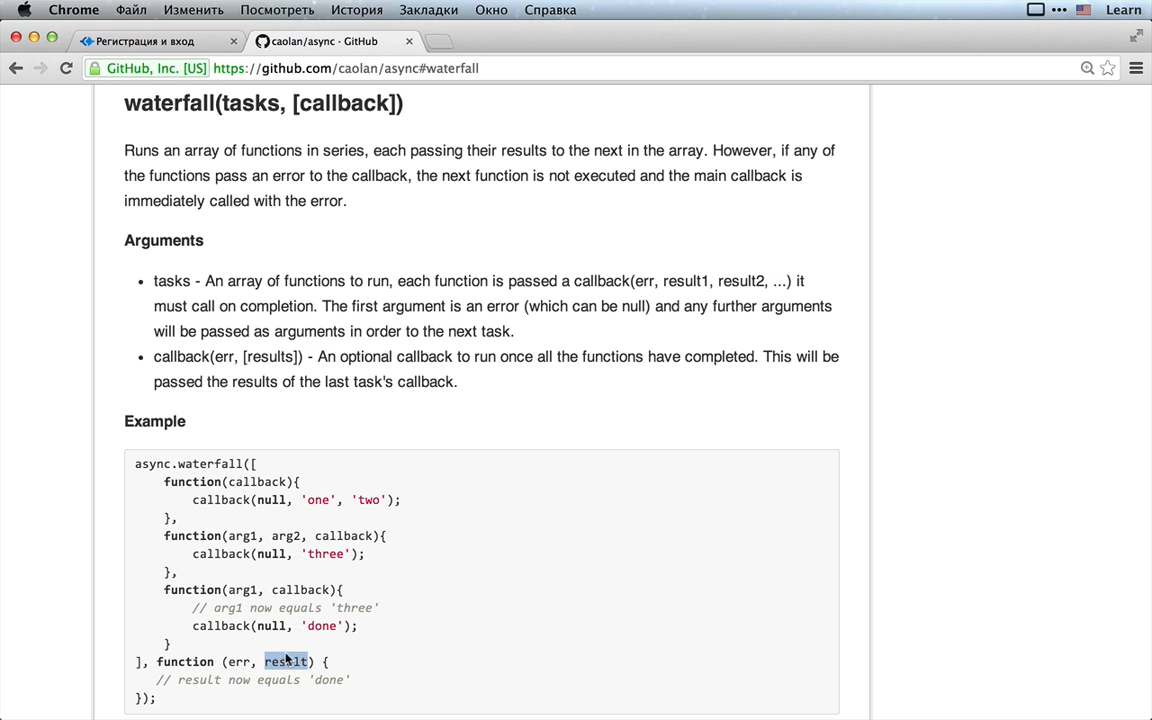 Chrome Файл Изменить Посмотреть История Закладки Окно Справка Learn
Регистрация и вход caolan/async · GitHub
GitHub, Inc. [US] https://github.com/caolan/async#waterfall
waterfall(tasks, [callback])
Runs an array of functions in series, each passing their results to the next in the array. However, if any of
the functions pass an error to the callback, the next function is not executed and the main callback is
immediately called with the error.
Arguments
• tasks - An array of functions to run, each function is passed a callback(err, result1, result2, ...) it
must call on completion. The first argument is an error (which can be null) and any further arguments
will be passed as arguments in order to the next task.
• callback(err, [results]) - An optional callback to run once all the functions have completed. This will be
passed the results of the last task's callback.
Example
async.waterfall([
function(callback){
callback(null, 'one', 'two');
},
function(arg1, arg2, callback){
callback(null, 'three');
},
function(arg1, callback){
// arg1 now equals 'three'
callback(null, 'done');
}
], function (err, result) {
// result now equals 'done'
});